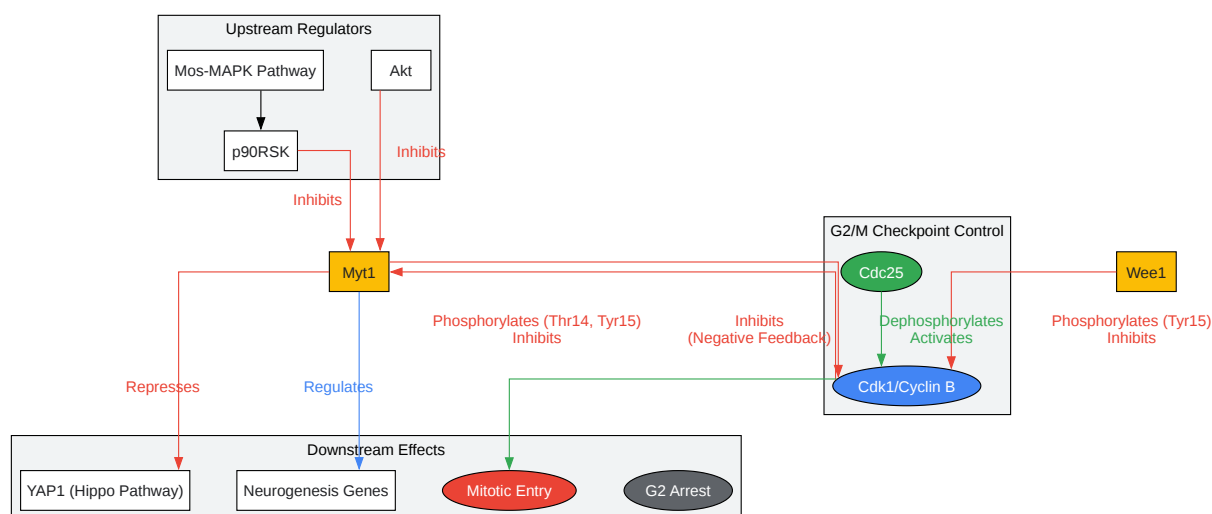 Upstream Regulators
Mos-MAPK Pathway
Akt
p90RSK
Inhibits
Inhibits
G2/M Checkpoint Control
Myt1
Cdc25
Wee1
Phosphorylates (Thr14, Tyr15)
Inhibits
Inhibits
(Negative Feedback)
Dephosphorylates
Activates
Phosphorylates (Tyr15)
Inhibits
Represses
Regulates
Cdk1/Cyclin B
Downstream Effects
YAP1 (Hippo Pathway)
Neurogenesis Genes
Mitotic Entry
G2 Arrest